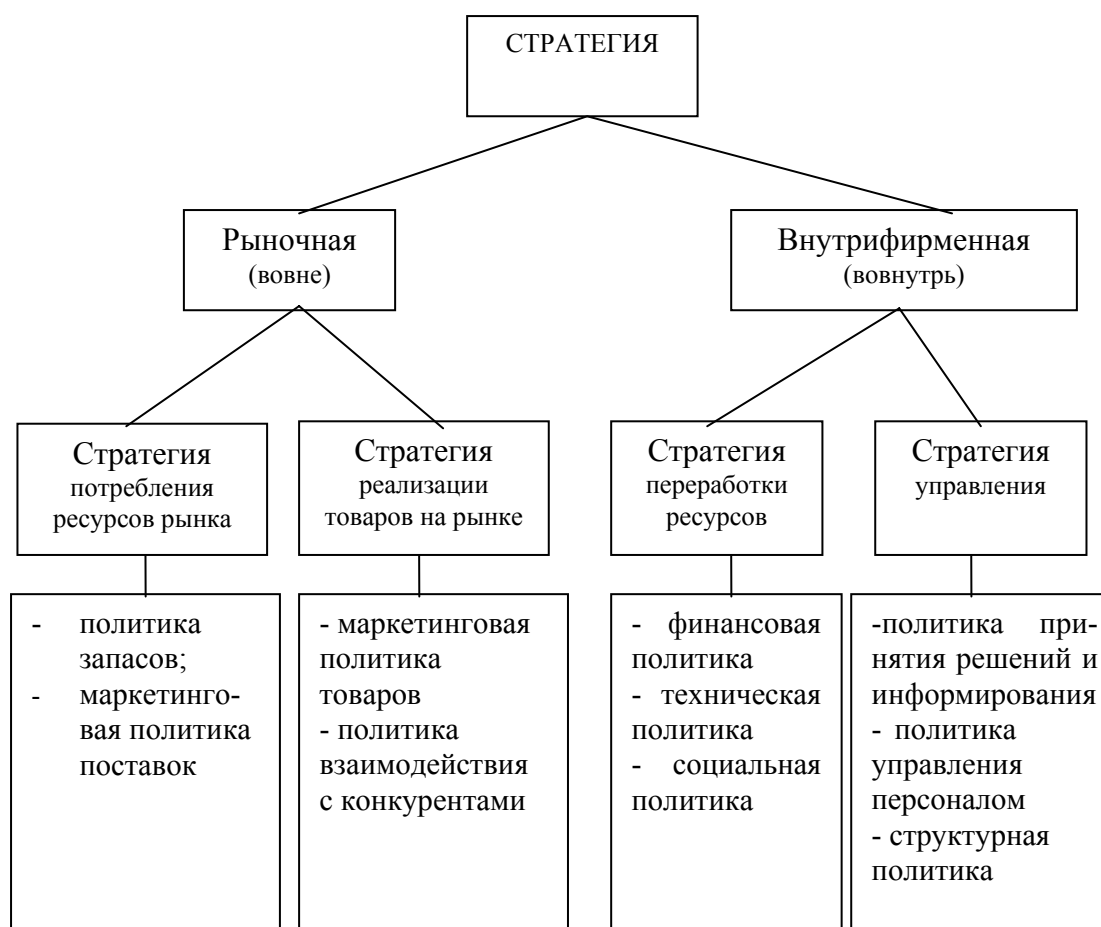 СТРАТЕГИЯ
Рыночная
(вовне)
Внутрифирменная
(вовнутрь)
Стратегия
потребления
ресурсов рынка
Стратегия
реализации
товаров на рынке
Стратегия
переработки
ресурсов
Стратегия
управления
- политика
запасов;
- маркетинго-
вая политика
поставок
- маркетинговая
политика
товаров
- политика
взаимодействия
с конкурентами
- финансовая
политика
- техническая
политика
- социальная
политика
-политика при-
нятия решений и
информирования
- политика
управления
персоналом
- структурная
политика